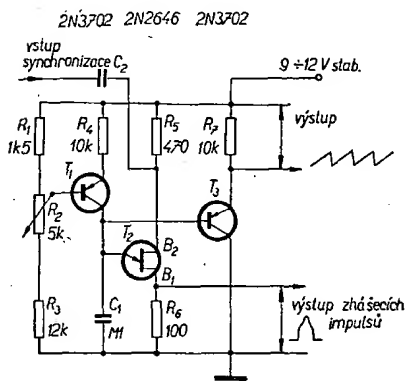 2N3702 2N2646 2N3702
vstup
synchronizace C2
9 ÷12 V stab.
R1
1k5
R4
10k
R5
470
R7
10k
výstup
T1
T3
R2
5k
T2
B2
B1
R3
12k
C1
M1
R6
100
výstup zhášecích
impulsů